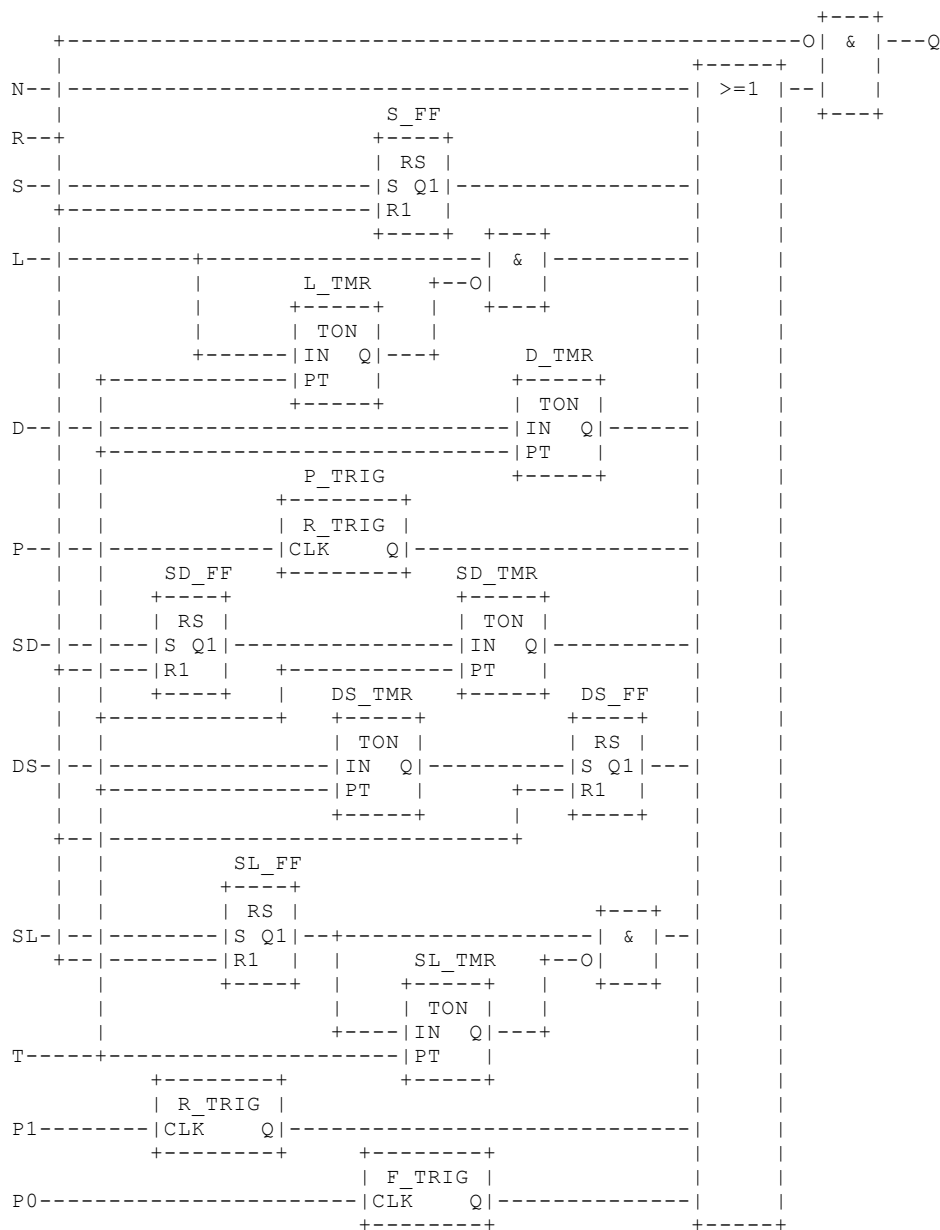 & Q
N >=1
S_FF
R
RS
S S Q1
R1
L &
L_TMR
TON
IN Q D_TMR
PT
TON
D IN Q
PT
P_TRIG
R_TRIG
P CLK Q
SD_FF SD_TMR
RS TON
SD S Q1 IN Q
R1 PT
DS_TMR DS_FF
TON RS
DS IN Q S Q1
PT R1
SL_FF
RS
SL S Q1 &
R1 SL_TMR
TON
IN Q
T PT
R_TRIG
P1 CLK Q
F_TRIG
P0 CLK Q